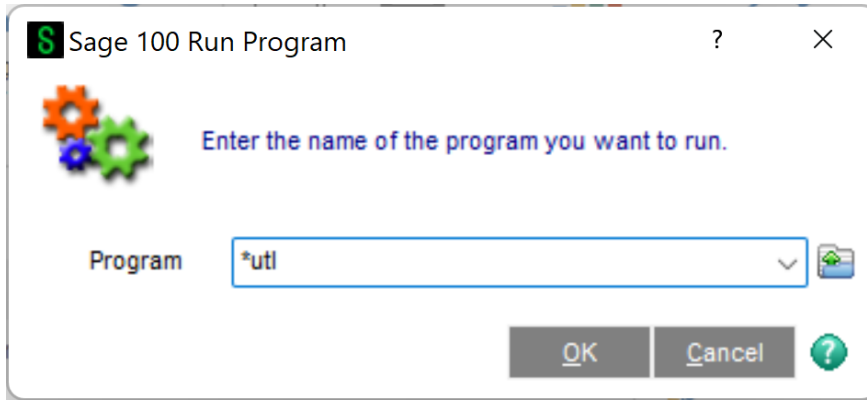 S Sage 100 Run Program ? ×
Enter the name of the program you want to run.
Program *utl
OK Cancel ?